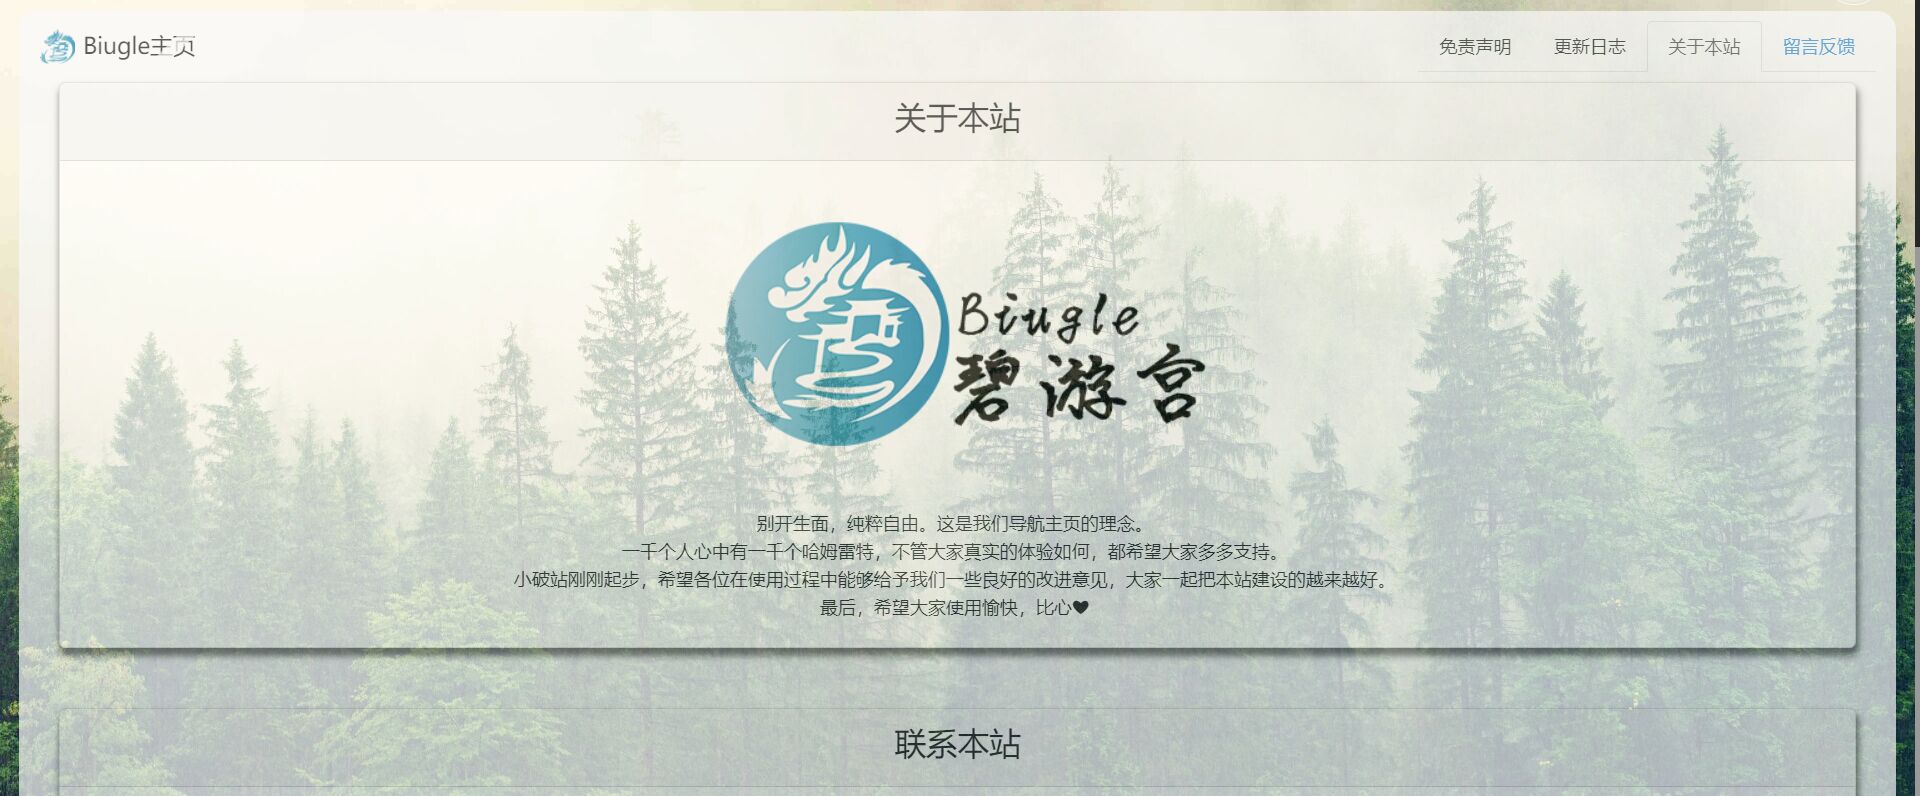 Biugle主页
免责声明 更新日志 关于本站 留言反馈
关于本站
Biugle
碧游宫
别开生面，纯粹自由。这是我们导航主页的理念。
一千个人心中有一千个哈姆雷特，不管大家真实的体验如何，都希望大家多多支持。
小破站刚刚起步，希望各位在使用过程中能够给予我们一些良好的改进意见，大家一起把本站建设的越来越好。
最后，希望大家使用愉快，比心❤
联系本站